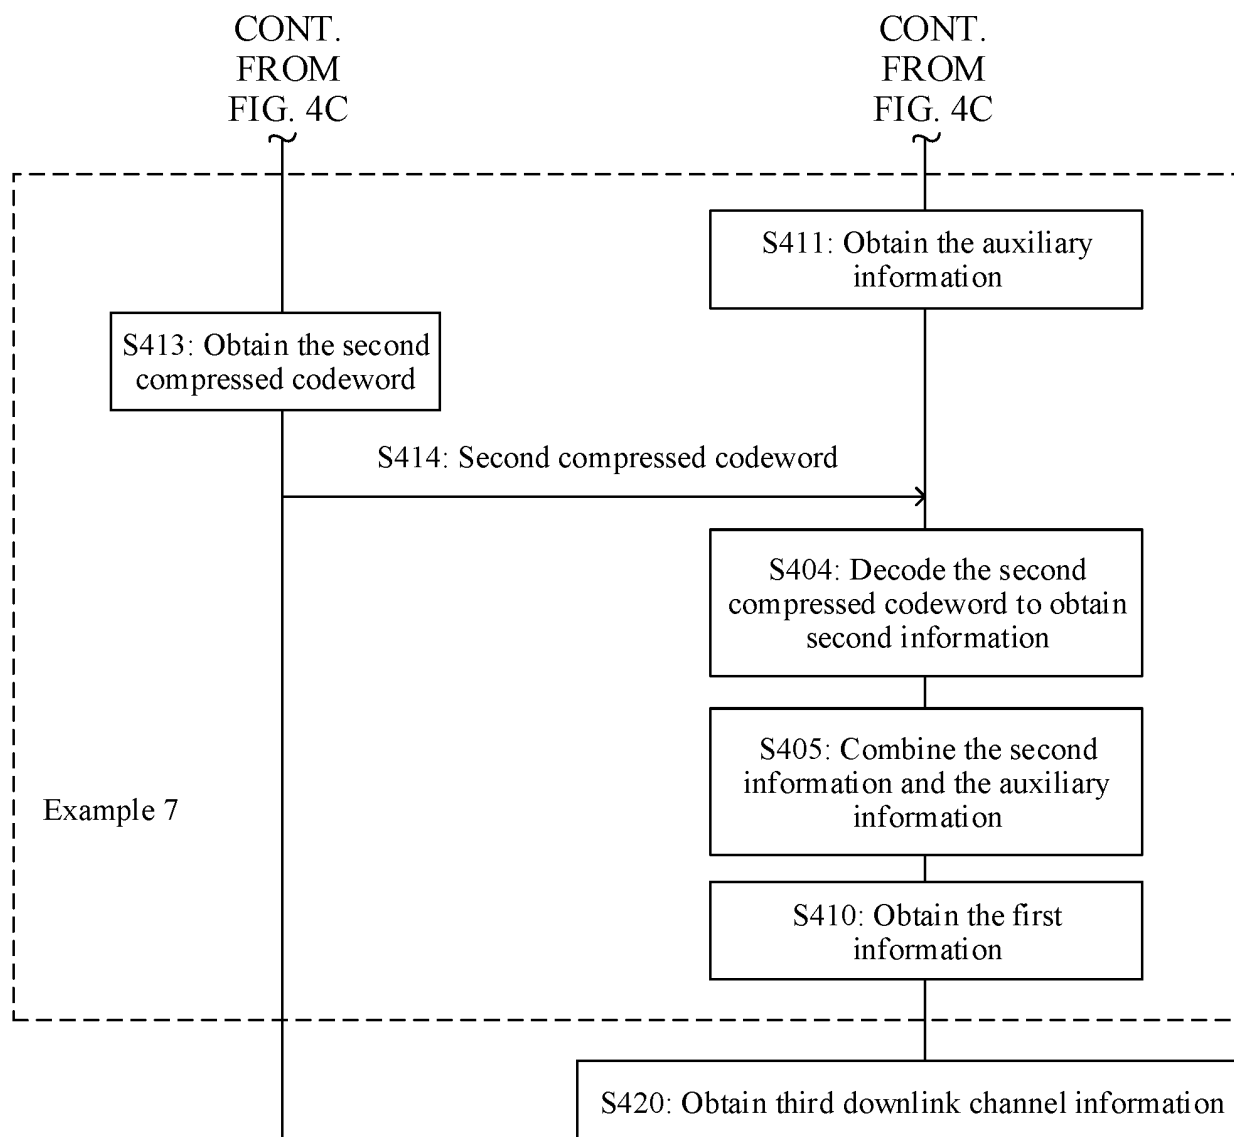 CONT.
FROM
FIG. 4C
CONT.
FROM
FIG. 4C
S411: Obtain the auxiliary
information
S413: Obtain the second
compressed codeword
S414: Second compressed codeword
S404: Decode the second
compressed codeword to obtain
second information
S405: Combine the second
information and the auxiliary
information
Example 7
S410: Obtain the first
information
S420: Obtain third downlink channel information